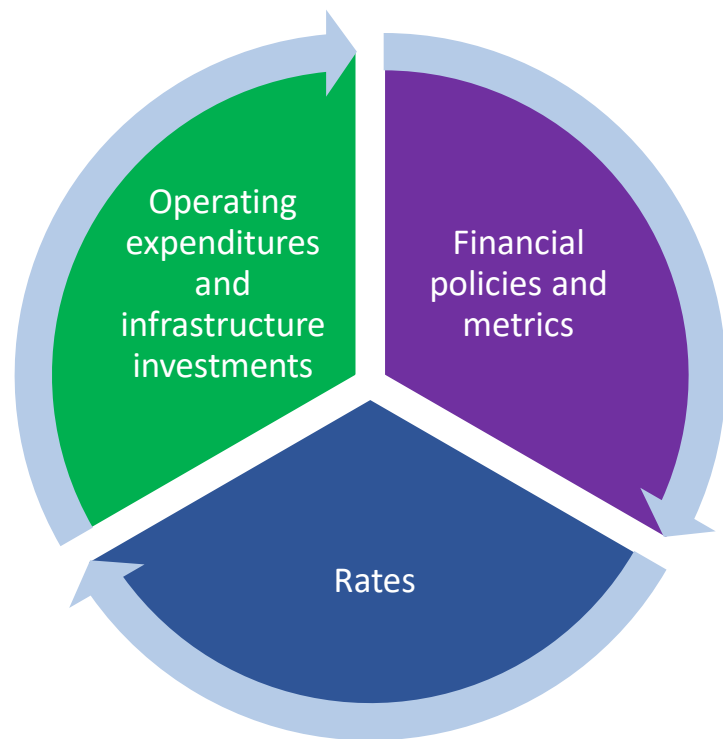 Operating
expenditures
and
infrastructure
investments
Financial
policies and
metrics
Rates